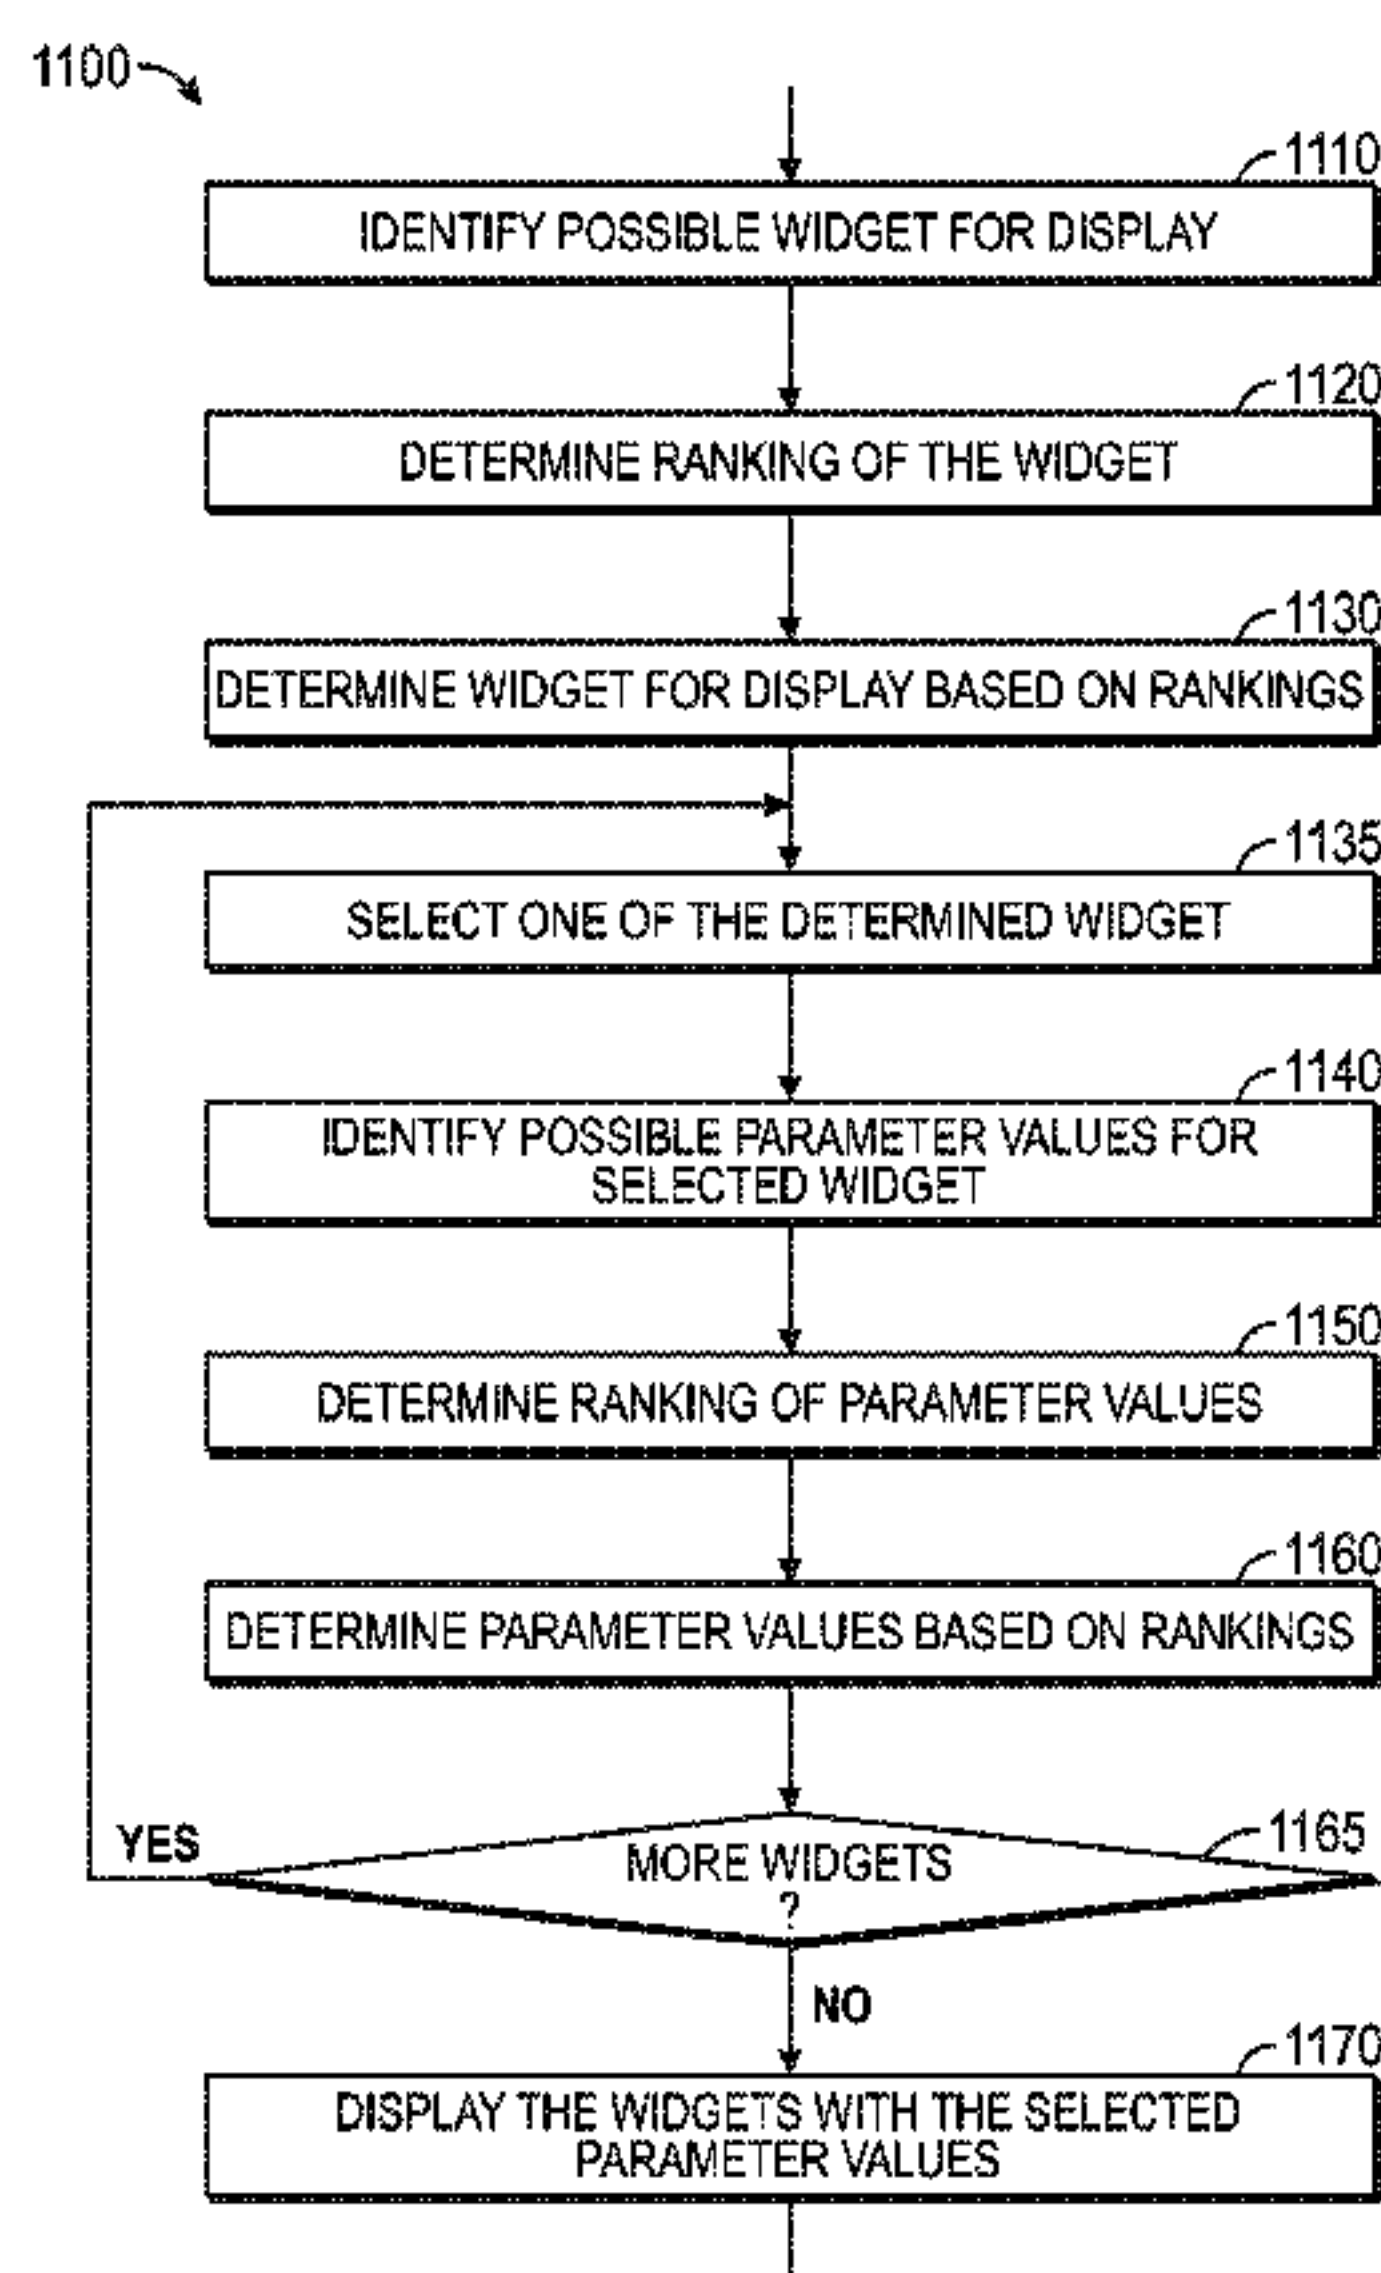 1100
1110
IDENTIFY POSSIBLE WIDGET FOR DISPLAY
1120
DETERMINE RANKING OF THE WIDGET
1130
DETERMINE WIDGET FOR DISPLAY BASED ON RANKINGS
1135
SELECT ONE OF THE DETERMINED WIDGET
1140
IDENTIFY POSSIBLE PARAMETER VALUES FOR
SELECTED WIDGET
1150
DETERMINE RANKING OF PARAMETER VALUES
1160
DETERMINE PARAMETER VALUES BASED ON RANKINGS
1165
YES
MORE WIDGETS
?
NO
1170
DISPLAY THE WIDGETS WITH THE SELECTED
PARAMETER VALUES